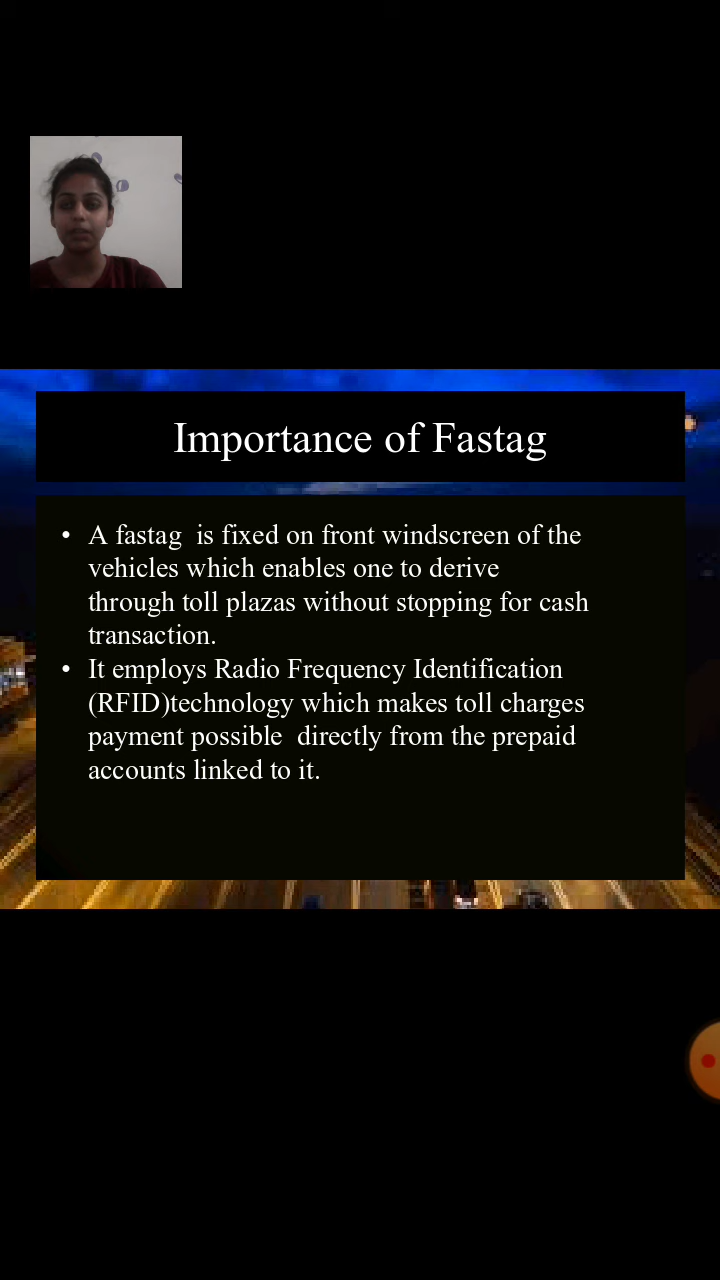 Importance of Fastag
• A fastag  is fixed on front windscreen of the
vehicles which enables one to derive
through toll plazas without stopping for cash
transaction.
• It employs Radio Frequency Identification
(RFID)technology which makes toll charges
payment possible  directly from the prepaid
accounts linked to it.